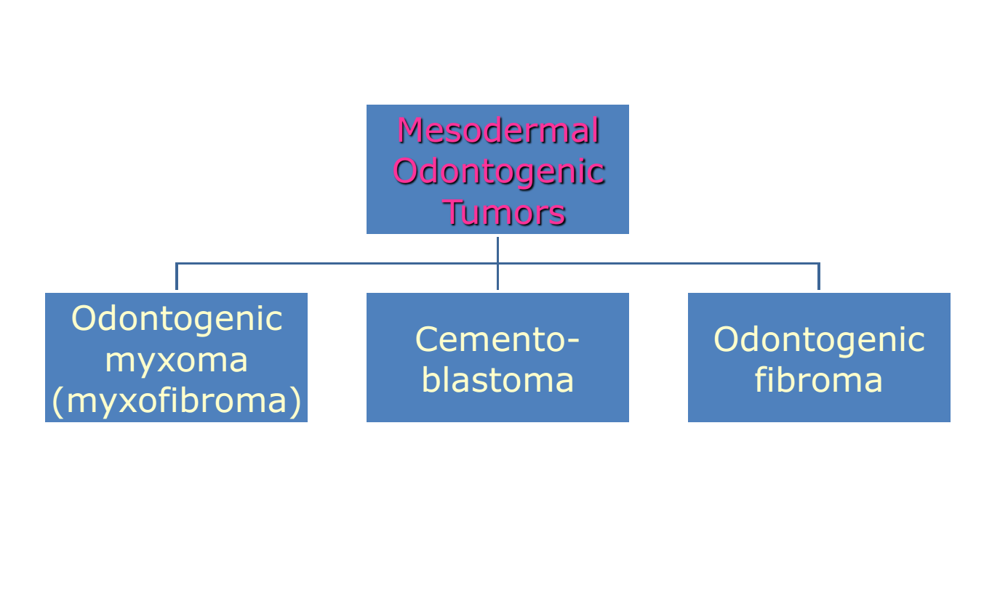 Mesodermal
Odontogenic
Tumors
Odontogenic
myxoma
(myxofibroma)
Cemento-
blastoma
Odontogenic
fibroma